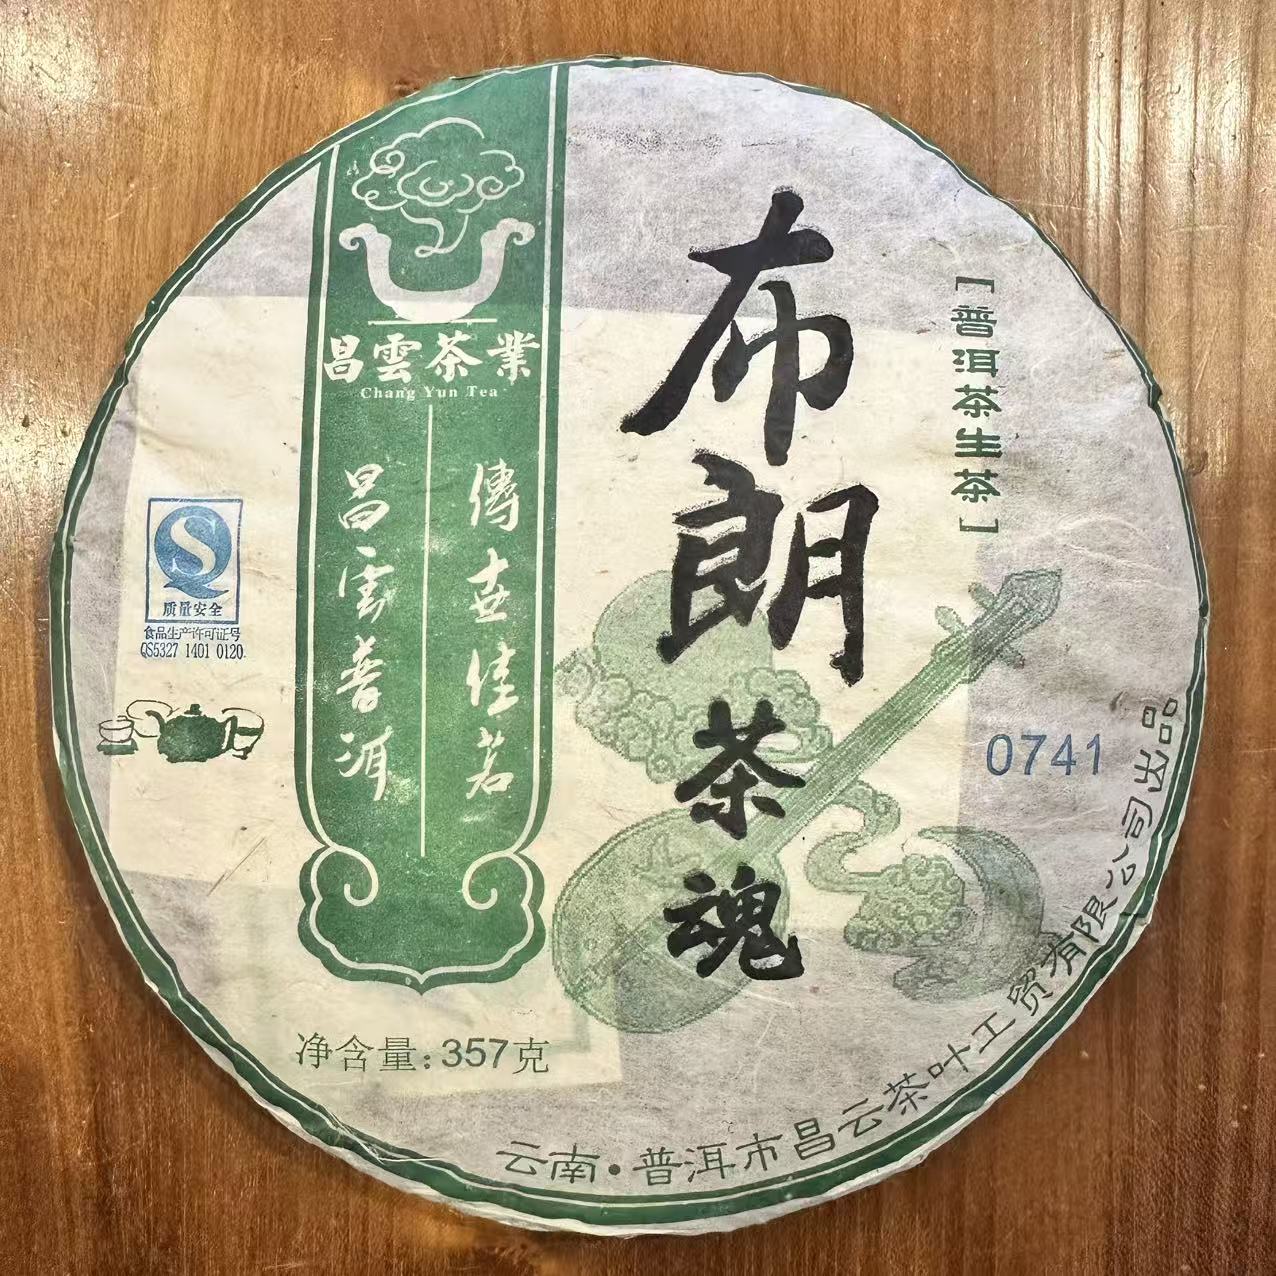 昌雲茶業
Chang Yun Tea
傳世佳茗
昌雲普洱
布朗
茶魂
[普洱茶生茶]
0741
质量安全
食品生产许可证号
QS5327 1401 0120
净含量:357克
云南·普洱市昌云茶叶工贸有限公司出品